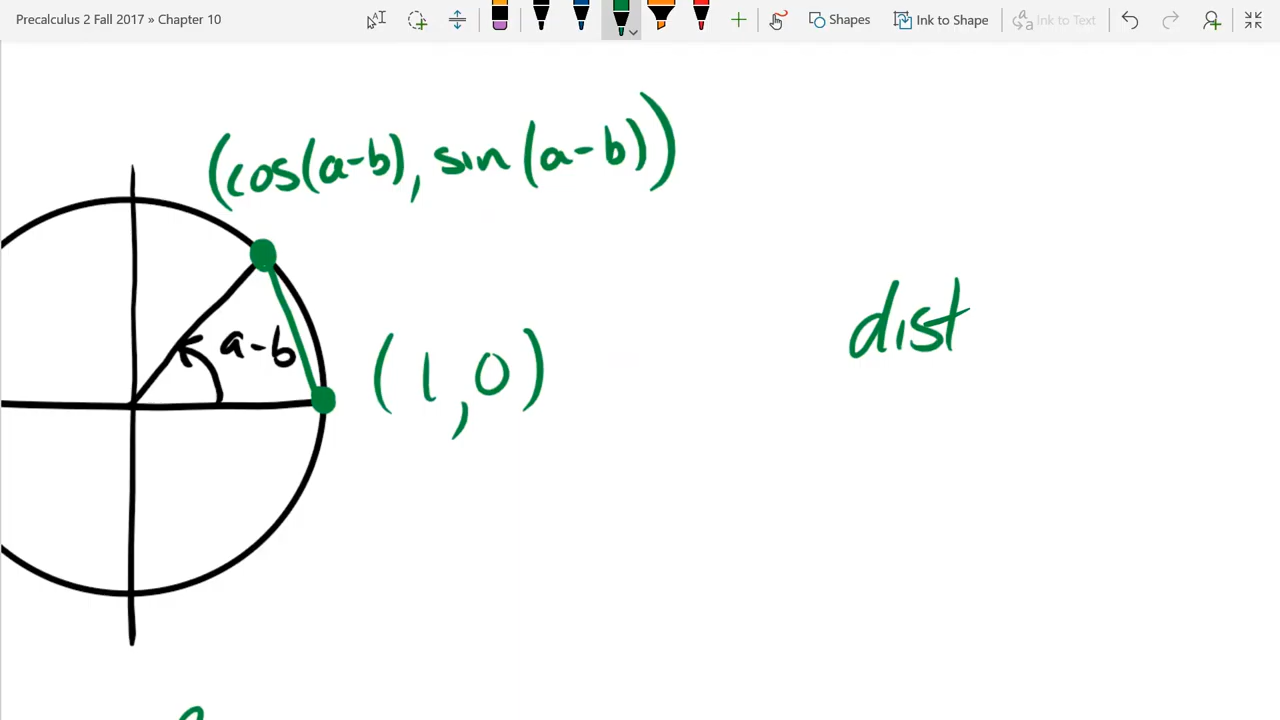 Precalculus 2 Fall 2017 » Chapter 10
Shapes
Ink to Shape
Ink to Text
(cos(a-b), sin(a-b))
dist
a-b
(1,0)